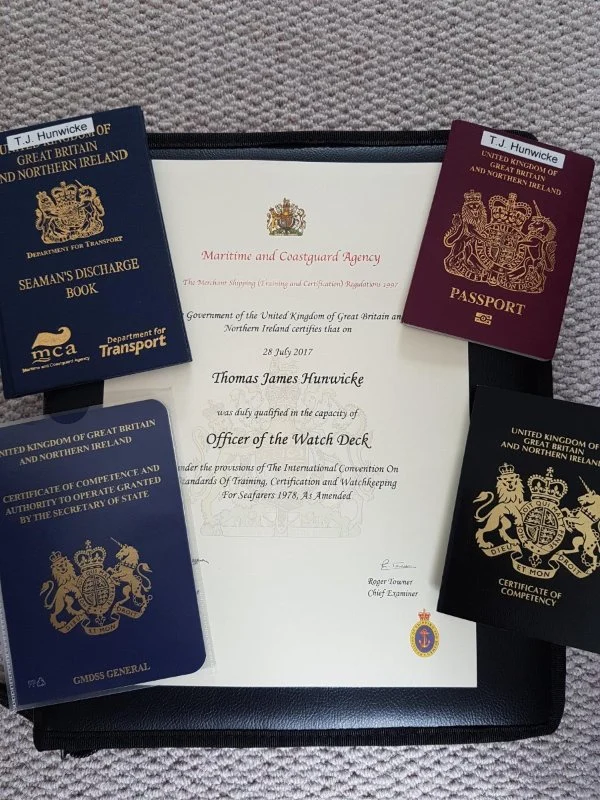 T.J. Hunwicke
UNITED KINGDOM OF
GREAT BRITAIN
AND NORTHERN IRELAND
DEPARTMENT FOR TRANSPORT
SEAMAN'S DISCHARGE
BOOK
mca
Maritime and Coastguard Agency
Department for
Transport
T.J. Hunwicke
UNITED KINGDOM OF
GREAT BRITAIN
AND NORTHERN IRELAND
PASSPORT
Maritime and Coastguard Agency
The Merchant Shipping (Training and Certification) Regulations 1997
Government of the United Kingdom of Great Britain and
Northern Ireland certifies that on
28 July 2017
Thomas James Hunwicke
was duly qualified in the capacity of
Officer of the Watch Deck
under the provisions of The International Convention On
Standards Of Training, Certification and Watchkeeping
For Seafarers 1978, As Amended
Roger Towner
Chief Examiner
UNITED KINGDOM OF GREAT BRITAIN
AND NORTHERN IRELAND
CERTIFICATE OF COMPETENCE AND
AUTHORITY TO OPERATE GRANTED
BY THE SECRETARY OF STATE
DIEU ET MON DROIT
GMDSS GENERAL
UNITED KINGDOM OF
GREAT BRITAIN
AND NORTHERN IRELAND
DIEU ET MON DROIT
CERTIFICATE OF
COMPETENCY